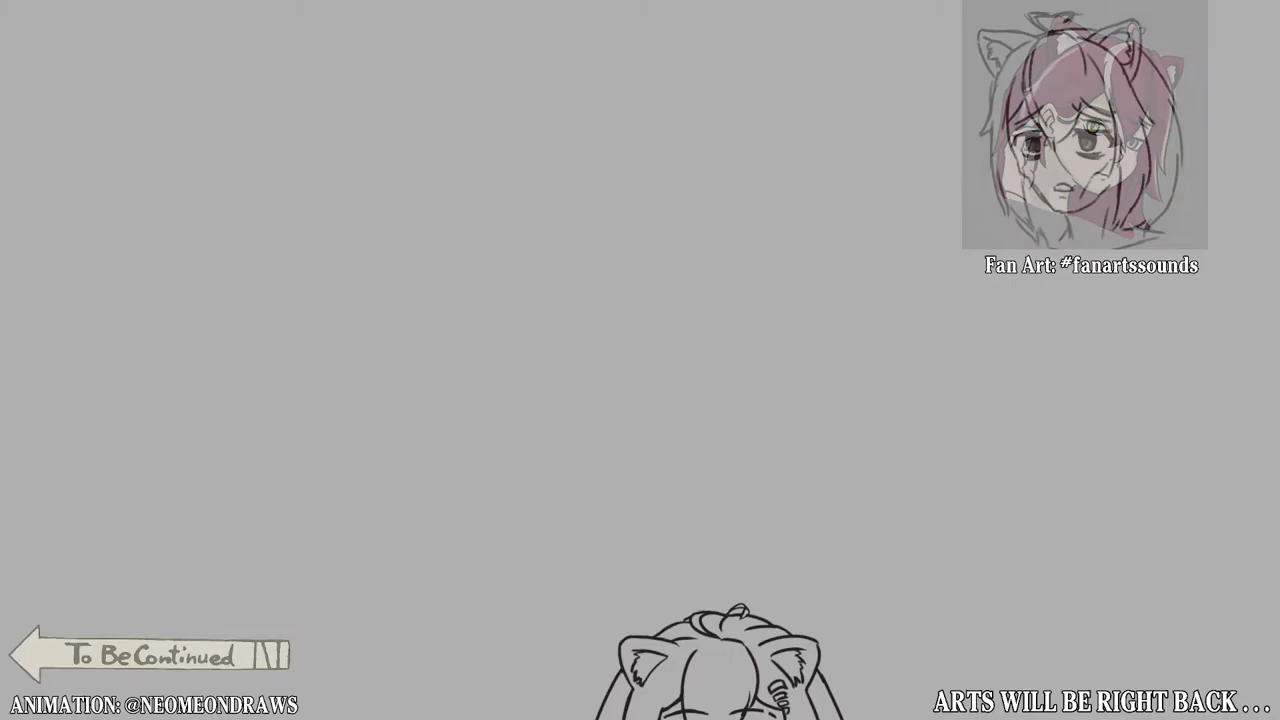 Fan Art: #fanartssounds
To Be Continued
ANIMATION: @NEOMEONDRAWS
ARTS WILL BE RIGHT BACK . . .